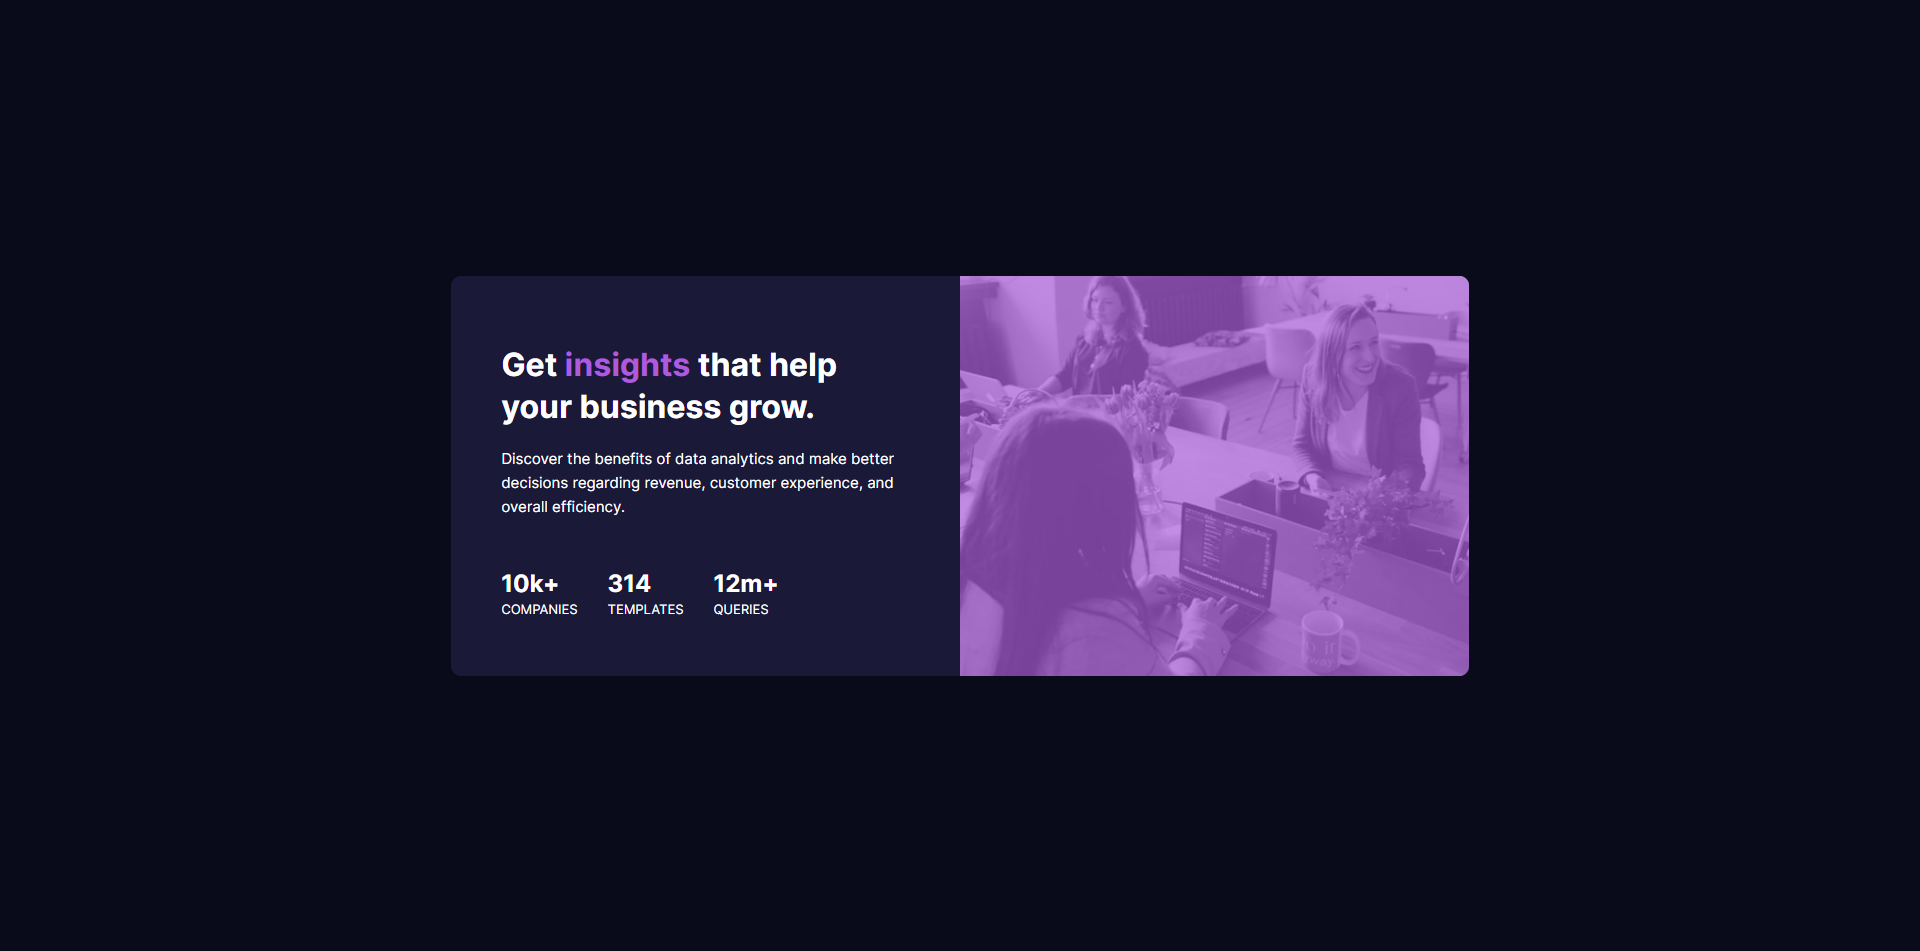 Get insights that help
your business grow.
Discover the benefits of data analytics and make better
decisions regarding revenue, customer experience, and
overall efficiency.
10k+ 314 12m+
COMPANIES TEMPLATES QUERIES